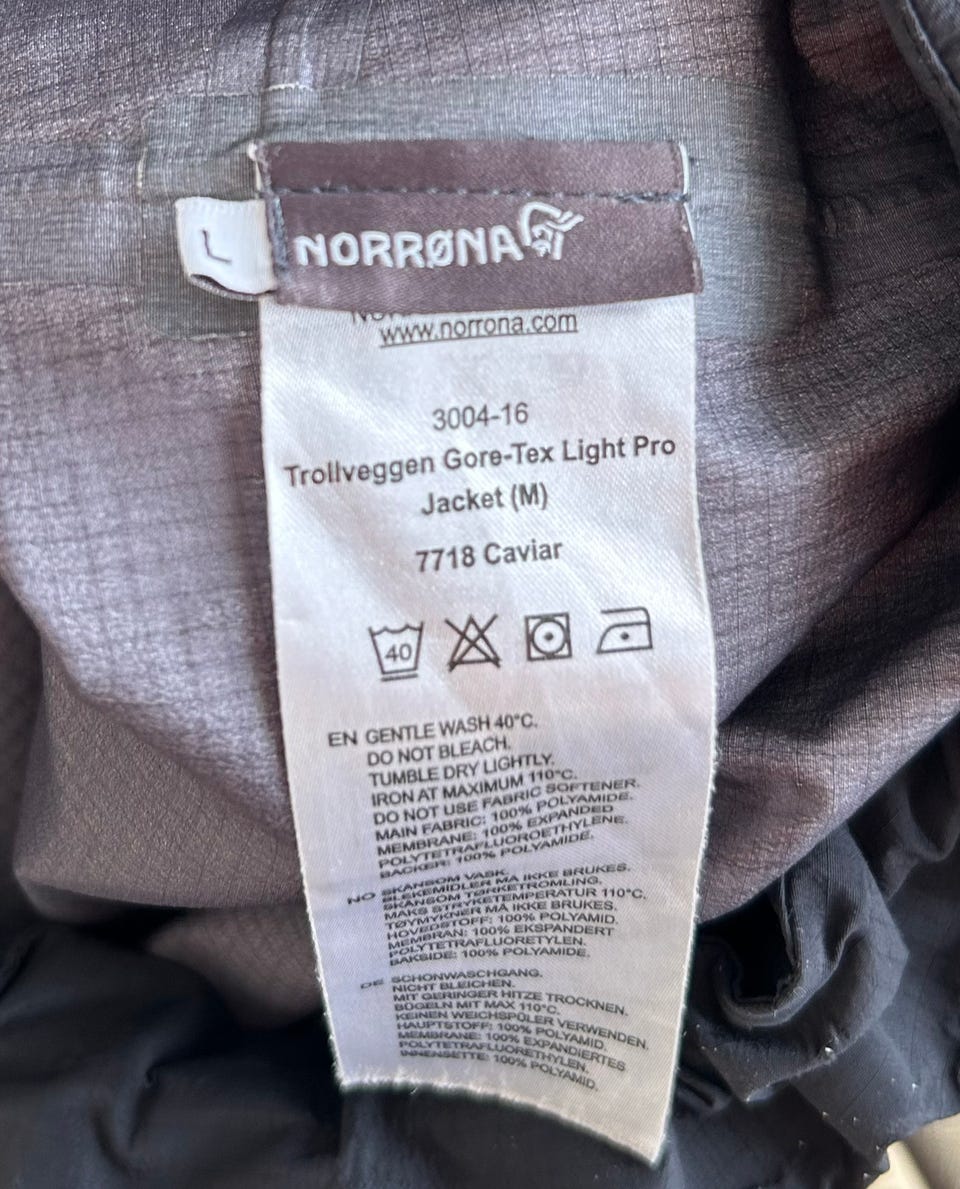 L
NORRØNA
www.norrona.com
3004-16
Trollveggen Gore-Tex Light Pro
Jacket (M)
7718 Caviar
40
EN GENTLE WASH 40°C.
DO NOT BLEACH.
TUMBLE DRY LIGHTLY.
IRON AT MAXIMUM 110°C.
DO NOT USE FABRIC SOFTENER.
MAIN FABRIC: 100% POLYAMIDE.
MEMBRANE: 100% EXPANDED
POLYTETRAFLUOROETHYLENE.
BACKER: 100% POLYAMIDE.
NO SKÅNSOM VASK.
BLEKEMIDLER MÅ IKKE BRUKES.
SKÅNSOM TØRKETROMLING.
MAKS STRYKETEMPERATUR 110°C.
TØYMYKNER MÅ IKKE BRUKES.
HOVEDSTOFF: 100% POLYAMID.
MEMBRAN: 100% EKSPANDERT
POLYTETRAFLUORETYLEN.
BAKSIDE: 100% POLYAMIDE.
DE SCHONWASCHGANG.
NICHT BLEICHEN.
MIT GERINGER HITZE TROCKNEN.
BÜGELN MIT MAX 110°C.
KEINEN WEICHSPÜLER VERWENDEN.
HAUPTSTOFF: 100% POLYAMID.
MEMBRANE: 100% EXPANDIERTES
POLYTETRAFLUORETHYLEN.
INNENSEITE: 100% POLYAMID.